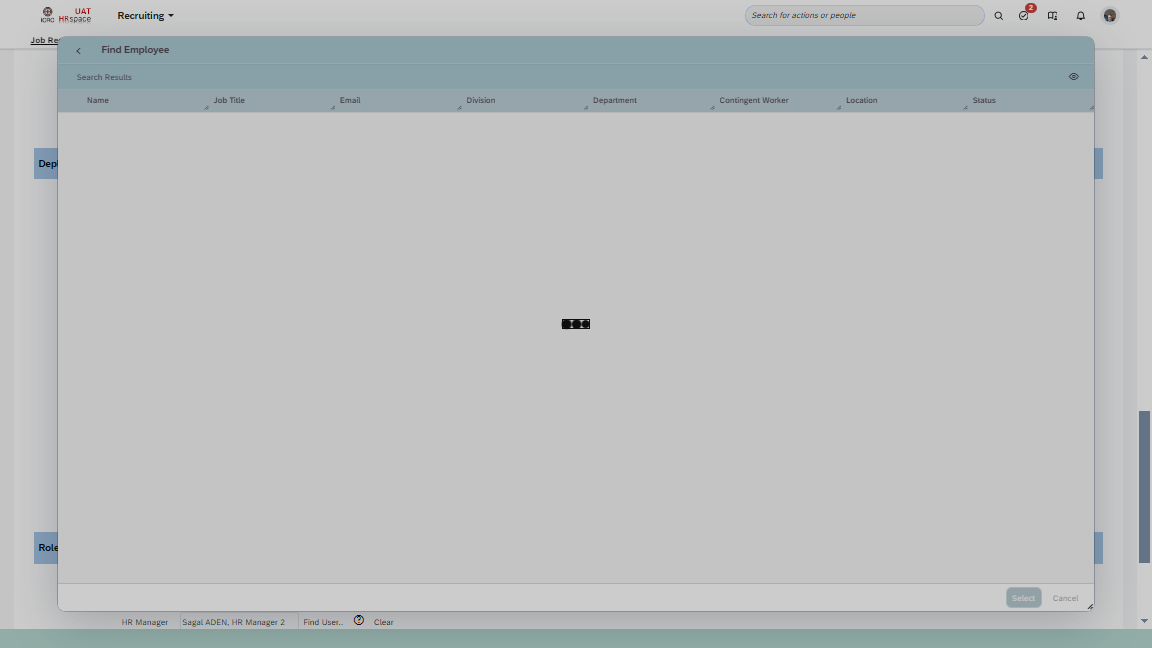 ICRC
UAT
HRspace
Recruiting
Search for actions or people
2
Job Re
Find Employee
Search Results
Name
Job Title
Email
Division
Department
Contingent Worker
Location
Status
Depl
Role
Select
Cancel
HR Manager
Sagal ADEN, HR Manager 2
Find User..
Clear